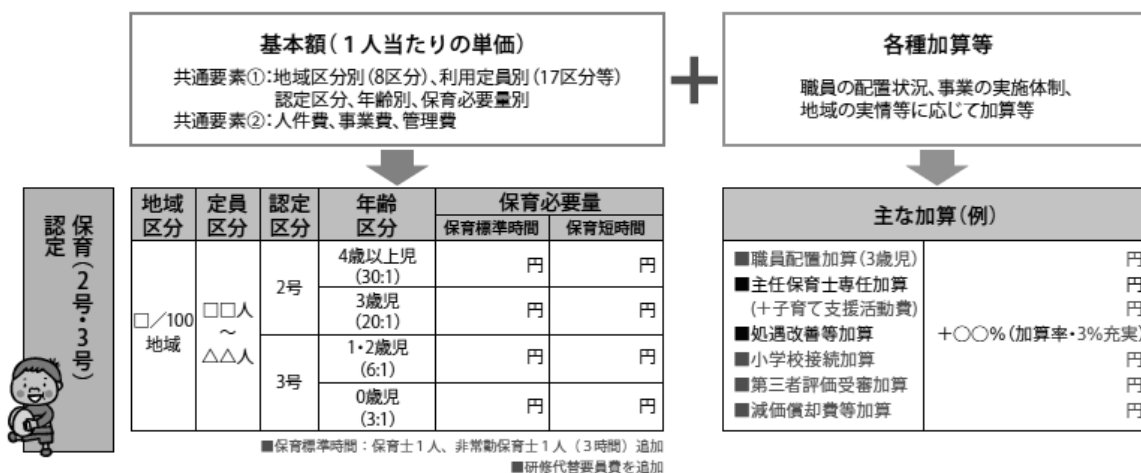 基本額(１人当たりの単価)
共通要素①:地域区分別(8区分)、利用定員別(17区分等)
認定区分、年齢別、保育必要量別
共通要素②:人件費、事業費、管理費
＋
各種加算等
職員の配置状況、事業の実施体制、
地域の実情等に応じて加算等
保育(2号・3号)
認定
地域
区分
定員
区分
認定
区分
年齢
区分
保育必要量
保育標準時間
保育短時間
□／100
地域
□□人
～
△△人
2号
4歳以上児
(30:1)
円
円
3歳児
(20:1)
円
円
3号
1・2歳児
(6:1)
円
円
0歳児
(3:1)
円
円
■保育標準時間：保育士１人、非常勤保育士１人（３時間）追加
■研修代替要員費を追加
主な加算(例)
■職員配置加算(3歳児) 円
■主任保育士専任加算 円
(＋子育て支援活動費) 円
■処遇改善等加算 ＋○○%(加算率・3%充実)
■小学校接続加算 円
■第三者評価受審加算 円
■減価償却費等加算 円